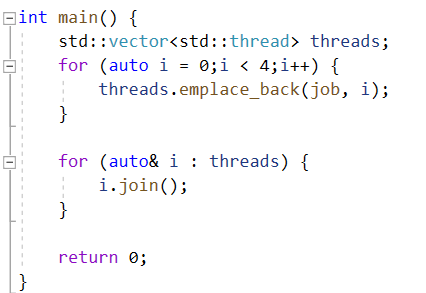 int main() {
    std::vector<std::thread> threads;
    for (auto i = 0;i < 4;i++) {
        threads.emplace_back(job, i);
    }

    for (auto& i : threads) {
        i.join();
    }

    return 0;
}